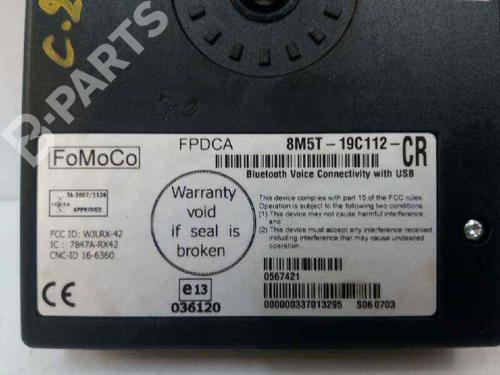 C.2
B-PARTS
FPDCA
8M5T-19C112-CR
FoMoCo
Bluetooth Voice Connectivity with USB
APPROVED
Warranty
void
if seal is
broken
This device complies with part 15 of the FCC rules.
Operation is subject to the following two conditions.
(1) This device may not cause harmful interference,
and
(2) This device must accept any interference received,
including interference that may cause undesired
operation.
FCC ID: WJLRX-42
IC : 7847A-RX42
CNC-ID 16-6360
0567421
CE
e13
036120
000000337013295 S06 0703